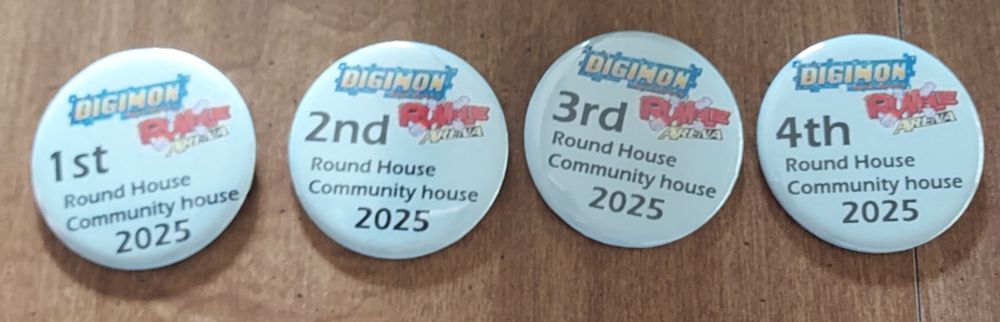 DIGIMON
RUMBLE
ARENA
1st
Round House
Community house
2025
DIGIMON
RUMBLE
ARENA
2nd
Round House
Community house
2025
DIGIMON
RUMBLE
ARENA
3rd
Round House
Community house
2025
DIGIMON
RUMBLE
ARENA
4th
Round House
Community house
2025